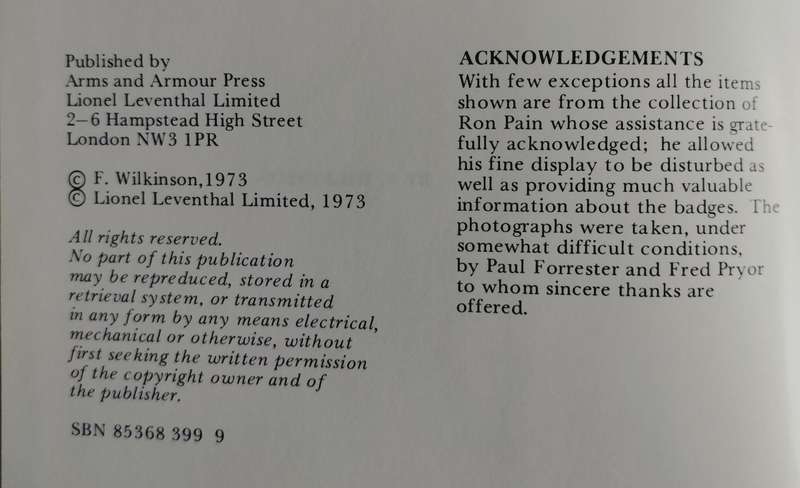 Published by
Arms and Armour Press
Lionel Leventhal Limited
2–6 Hampstead High Street
London NW3 1PR
© F. Wilkinson,1973
© Lionel Leventhal Limited, 1973
All rights reserved.
No part of this publication
may be repreduced, stored in a
retrieval system, or transmitted
in any form by any means electrical,
mechanical or otherwise, without
first seeking the written permission
of the copyright owner and of
the publisher.
SBN 85368 399 9
ACKNOWLEDGEMENTS
With few exceptions all the items
shown are from the collection of
Ron Pain whose assistance is grate-
fully acknowledged; he allowed
his fine display to be disturbed as
well as providing much valuable
information about the badges. The
photographs were taken, under
somewhat difficult conditions,
by Paul Forrester and Fred Pryor
to whom sincere thanks are
offered.